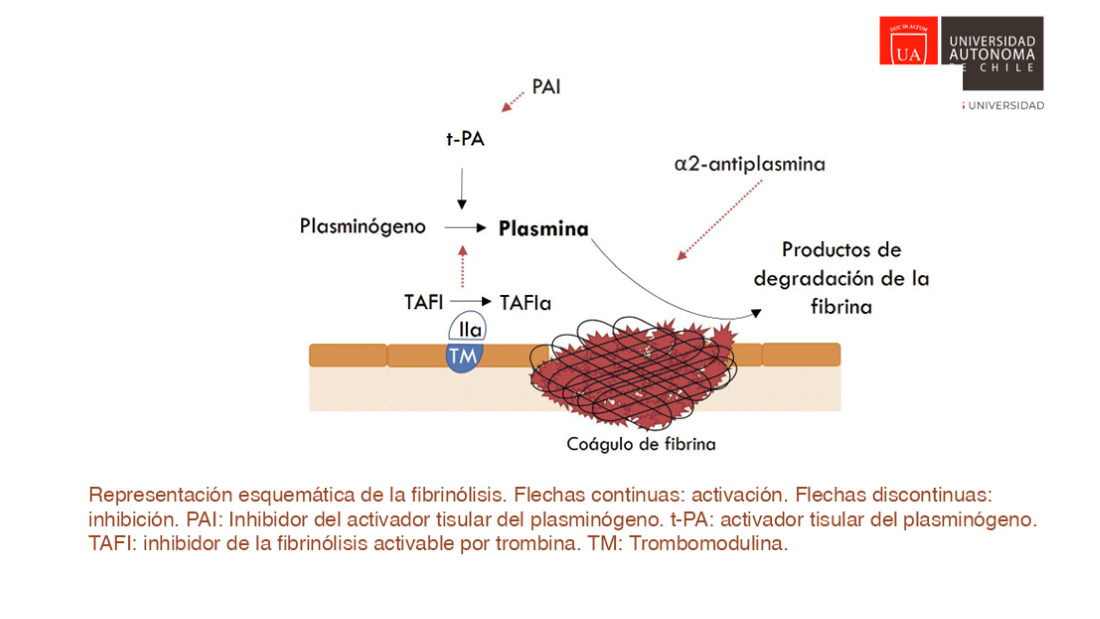 DUC IN ALTUM
UA
UNIVERSIDAD
AUTONOMA
E CHILE
UNIVERSIDAD
PAI
t-PA
α2-antiplasmina
Plasminógeno
Plasmina
Productos de
degradación de la
fibrina
TAFI
TAFIa
IIa
TM
Coágulo de fibrina
Representación esquemática de la fibrinólisis. Flechas continuas: activación. Flechas discontinuas:
inhibición. PAI: Inhibidor del activador tisular del plasminógeno. t-PA: activador tisular del plasminógeno.
TAFI: inhibidor de la fibrinólisis activable por trombina. TM: Trombomodulina.